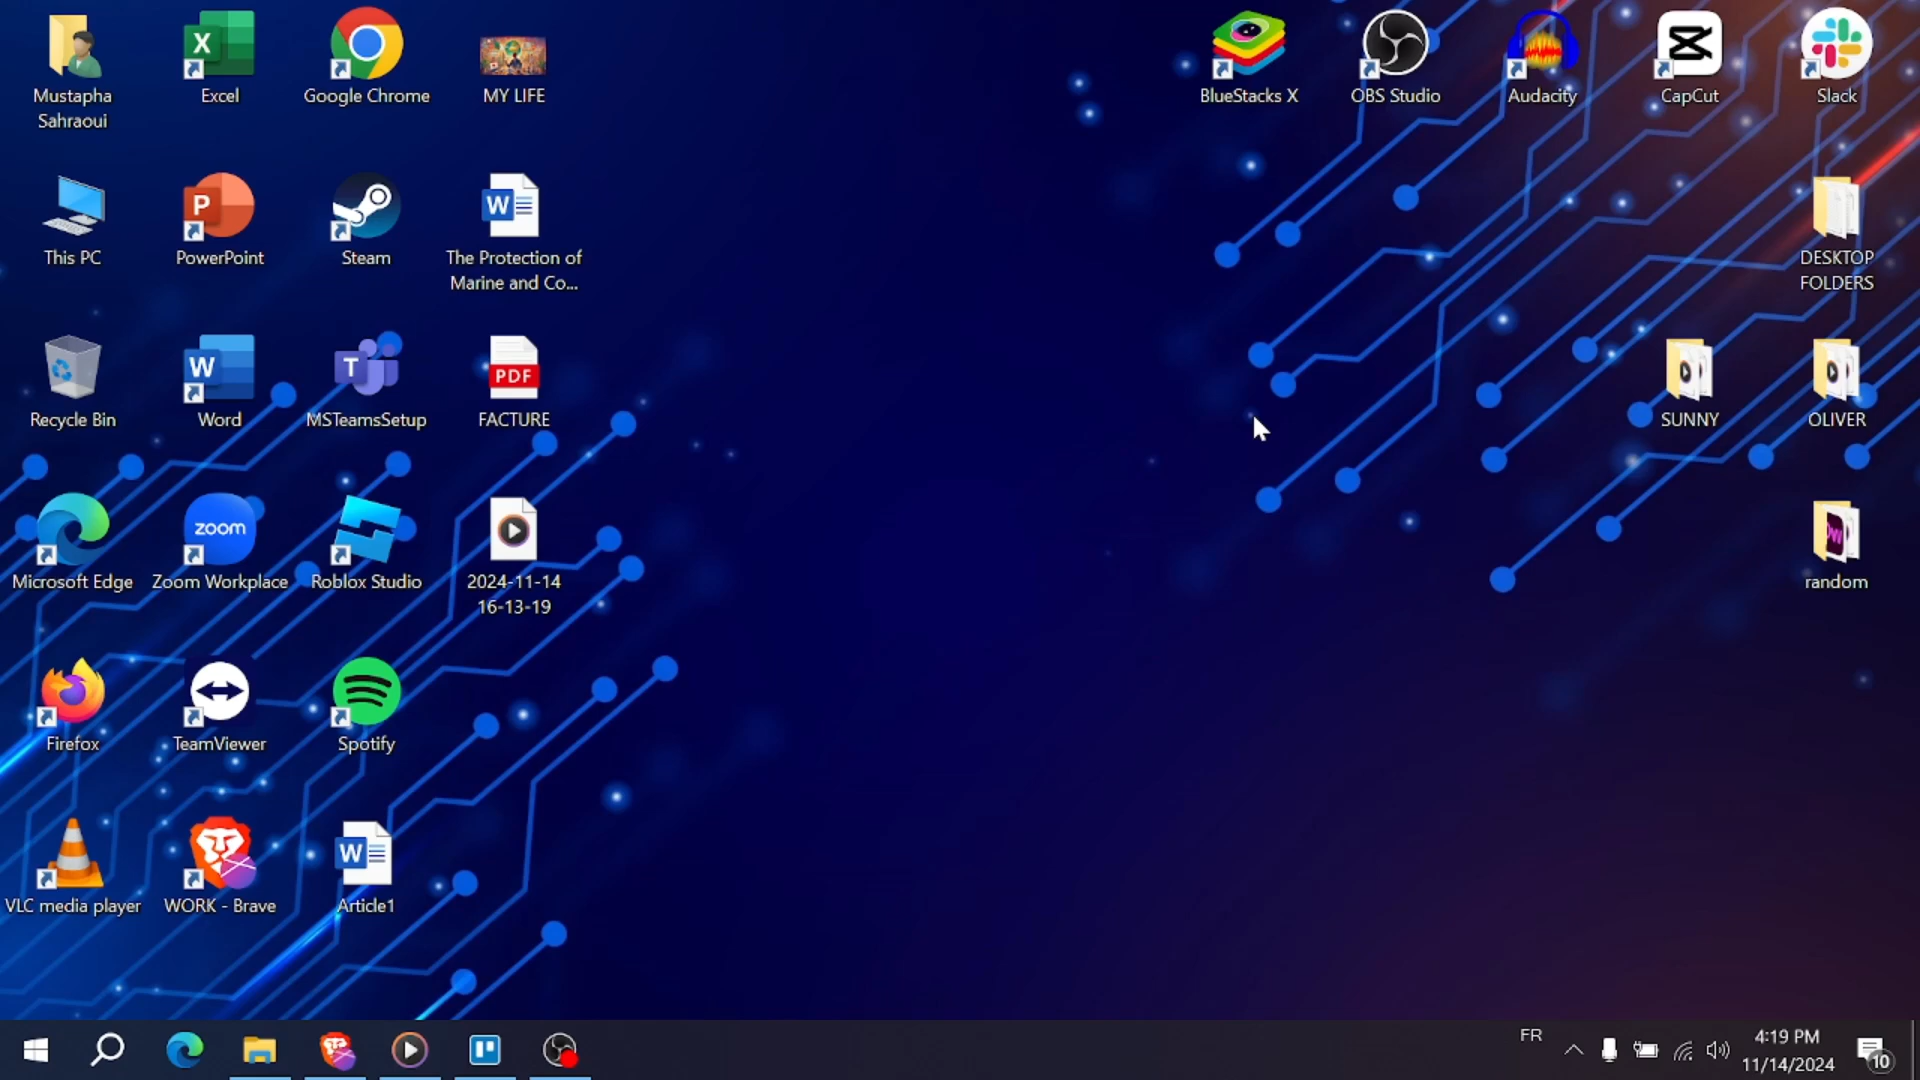 Mustapha
Sahraoui
X
Excel
Google Chrome
MY LIFE
BlueStacks X
OBS Studio
Audacity
CapCut
Slack
This PC
P
PowerPoint
Steam
W
The Protection of
Marine and Co...
DESKTOP
FOLDERS
Recycle Bin
W
Word
T
MSTeamsSetup
PDF
FACTURE
SUNNY
OLIVER
Microsoft Edge
zoom
Zoom Workplace
Roblox Studio
2024-11-14
16-13-19
random
Firefox
TeamViewer
Spotify
VLC media player
WORK - Brave
W
Article1
FR
4:19 PM
11/14/2024
10